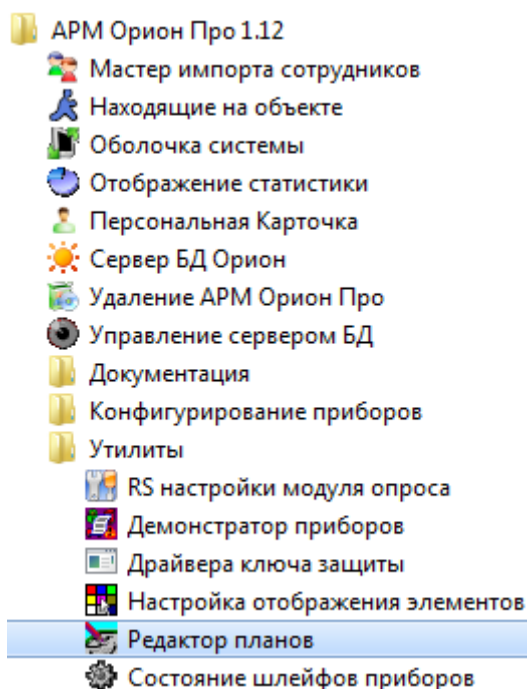 АРМ Орион Про 1.12
Мастер импорта сотрудников
Находящие на объекте
Оболочка системы
Отображение статистики
Персональная Карточка
Сервер БД Орион
Удаление АРМ Орион Про
Управление сервером БД
Документация
Конфигурирование приборов
Утилиты
RS настройки модуля опроса
Демонстратор приборов
Драйвера ключа защиты
Настройка отображения элементов
Редактор планов
Состояние шлейфов приборов